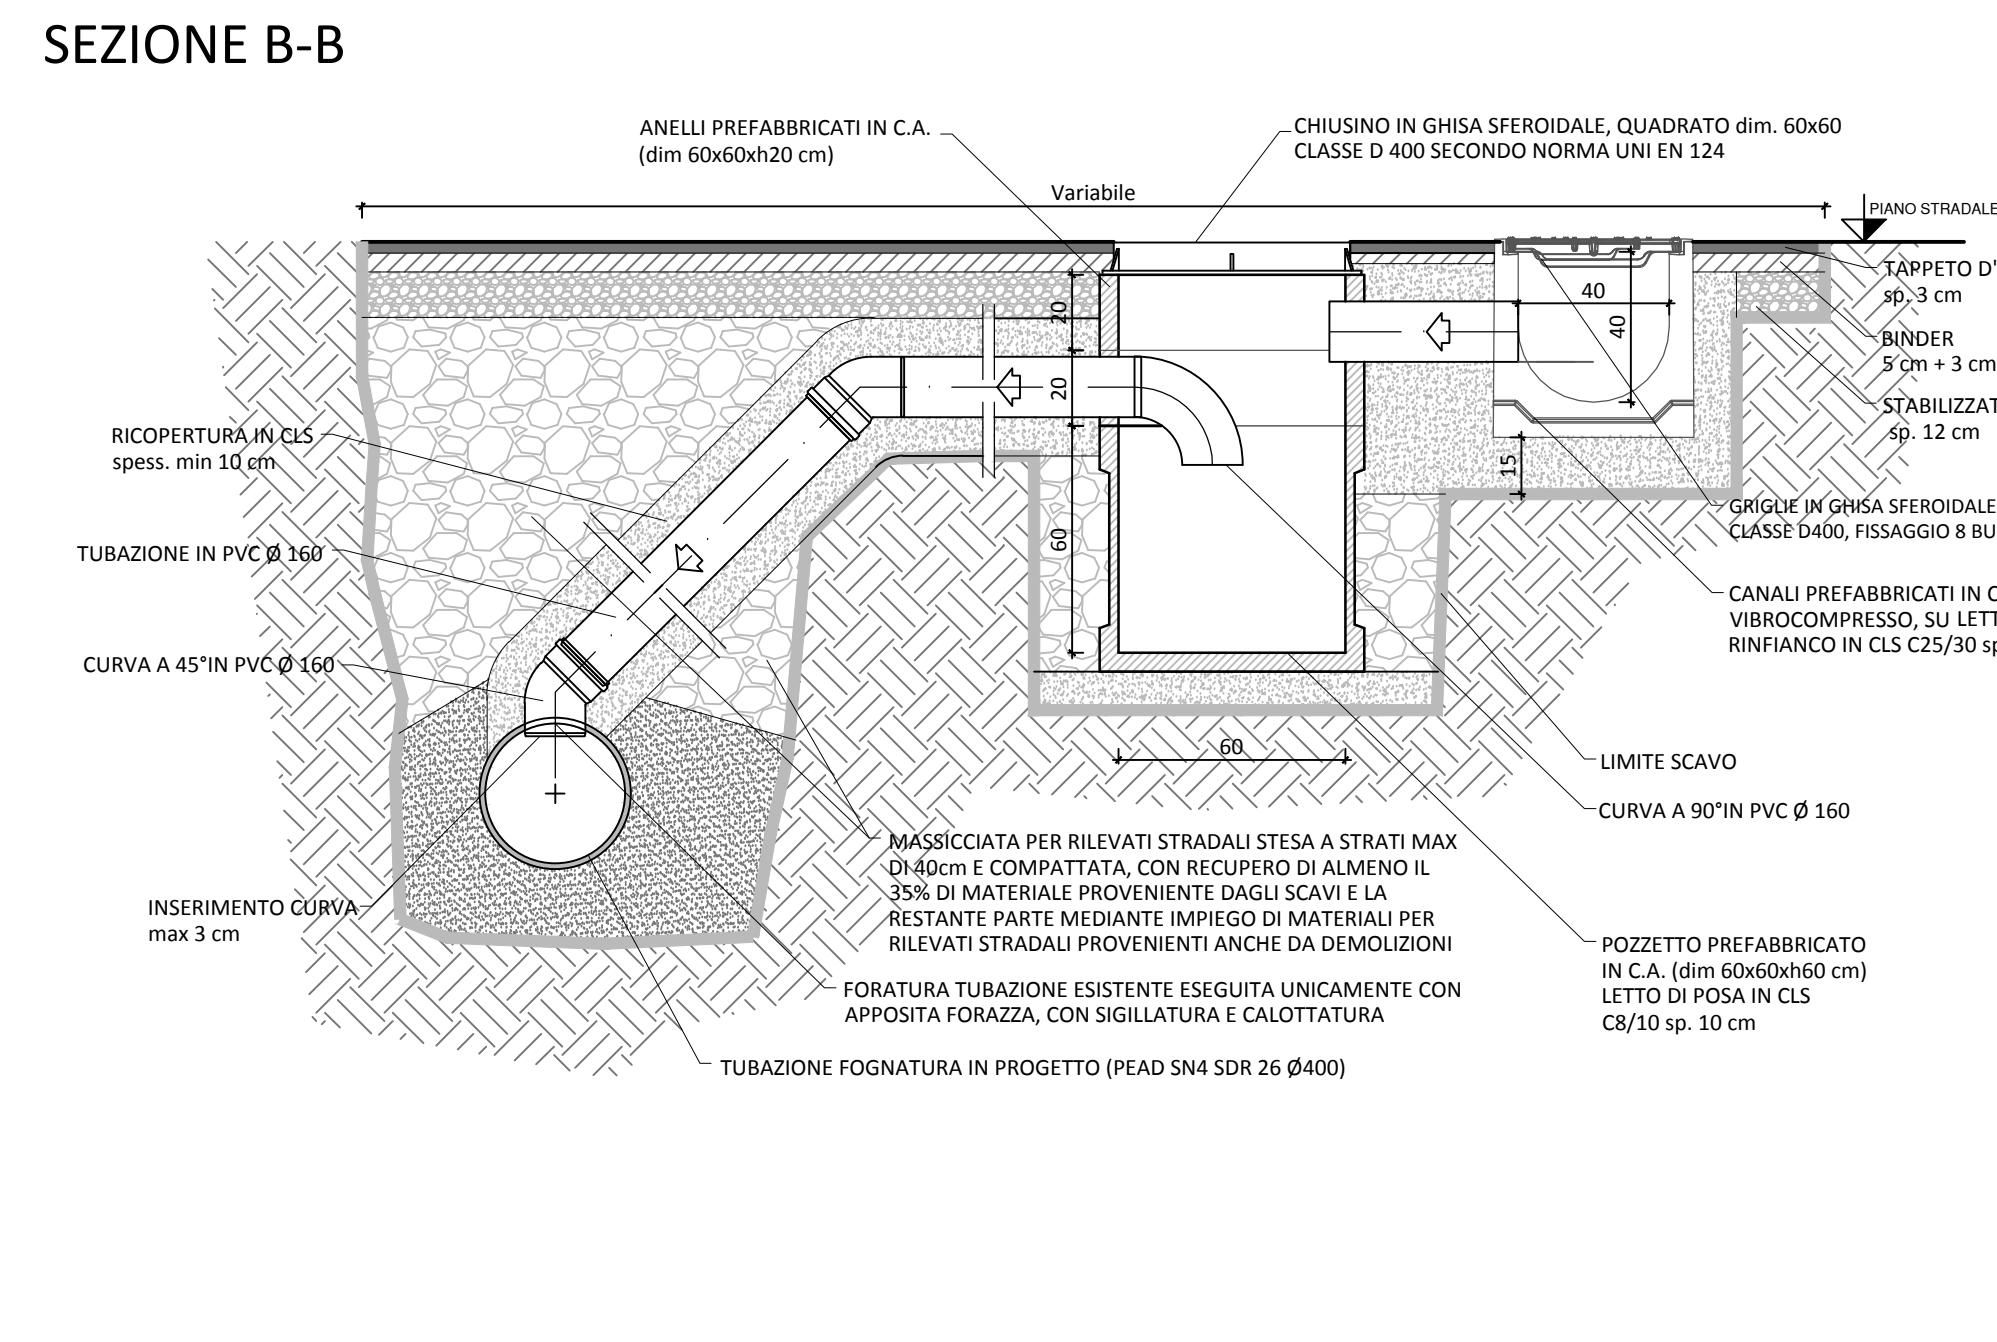 SEZIONE B-B
ANELLI PREFABBRICATI IN C.A.
(dim 60x60xh20 cm)
CHIUSINO IN GHISA SFEROIDALE, QUADRATO dim. 60x60
CLASSE D 400 SECONDO NORMA UNI EN 124
Variabile
PIANO STRADALE
TAPPETO D'
sp. 3 cm
BINDER
5 cm + 3 cm
STABILIZZAT
sp. 12 cm
20
20
60
40
40
15
60
RICOPERTURA IN CLS
spess. min 10 cm
TUBAZIONE IN PVC Ø 160
CURVA A 45°IN PVC Ø 160
INSERIMENTO CURVA
max 3 cm
GRIGLIE IN GHISA SFEROIDALE
CLASSE D400, FISSAGGIO 8 BU
CANALI PREFABBRICATI IN C
VIBROCOMPRESSO, SU LETT
RINFIANCO IN CLS C25/30 sp
LIMITE SCAVO
CURVA A 90°IN PVC Ø 160
MASSICCIATA PER RILEVATI STRADALI STESA A STRATI MAX
DI 40cm E COMPATTATA, CON RECUPERO DI ALMENO IL
35% DI MATERIALE PROVENIENTE DAGLI SCAVI E LA
RESTANTE PARTE MEDIANTE IMPIEGO DI MATERIALI PER
RILEVATI STRADALI PROVENIENTI ANCHE DA DEMOLIZIONI
POZZETTO PREFABBRICATO
IN C.A. (dim 60x60xh60 cm)
LETTO DI POSA IN CLS
C8/10 sp. 10 cm
FORATURA TUBAZIONE ESISTENTE ESEGUITA UNICAMENTE CON
APPOSITA FORAZZA, CON SIGILLATURA E CALOTTATURA
TUBAZIONE FOGNATURA IN PROGETTO (PEAD SN4 SDR 26 Ø400)